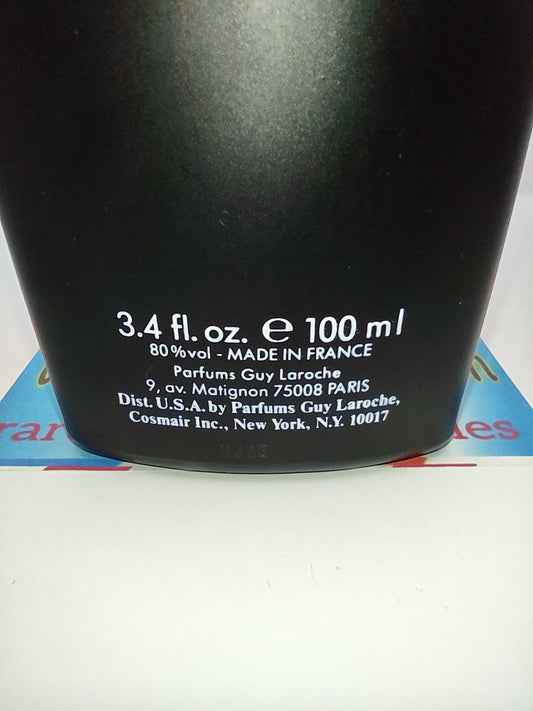 3.4 fl. oz. ℮ 100 ml
80%vol - MADE IN FRANCE
Parfums Guy Laroche
9, av. Matignon 75008 PARIS
Dist. U.S.A. by Parfums Guy Laroche,
Cosmair Inc., New York, N.Y. 10017
UJZE